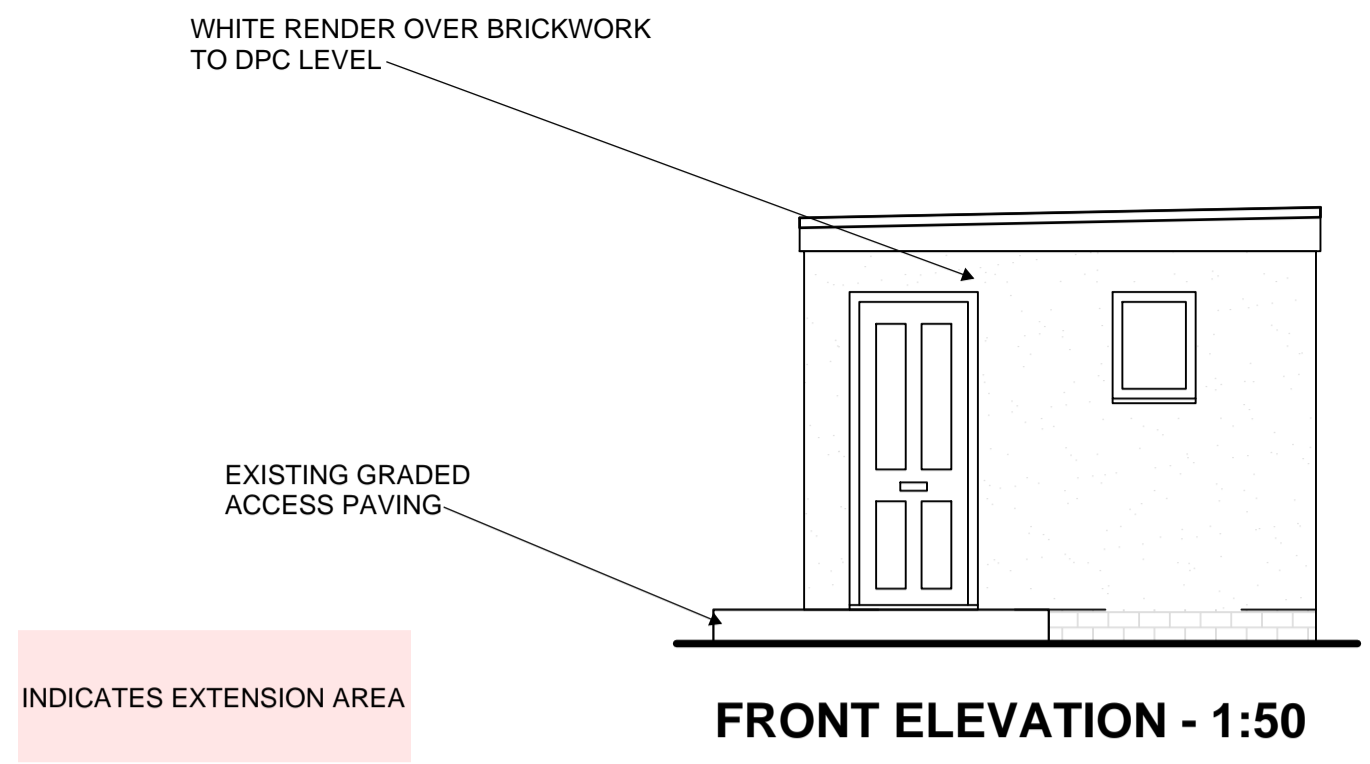 WHITE RENDER OVER BRICKWORK
TO DPC LEVEL
EXISTING GRADED
ACCESS PAVING
INDICATES EXTENSION AREA
FRONT ELEVATION - 1:50